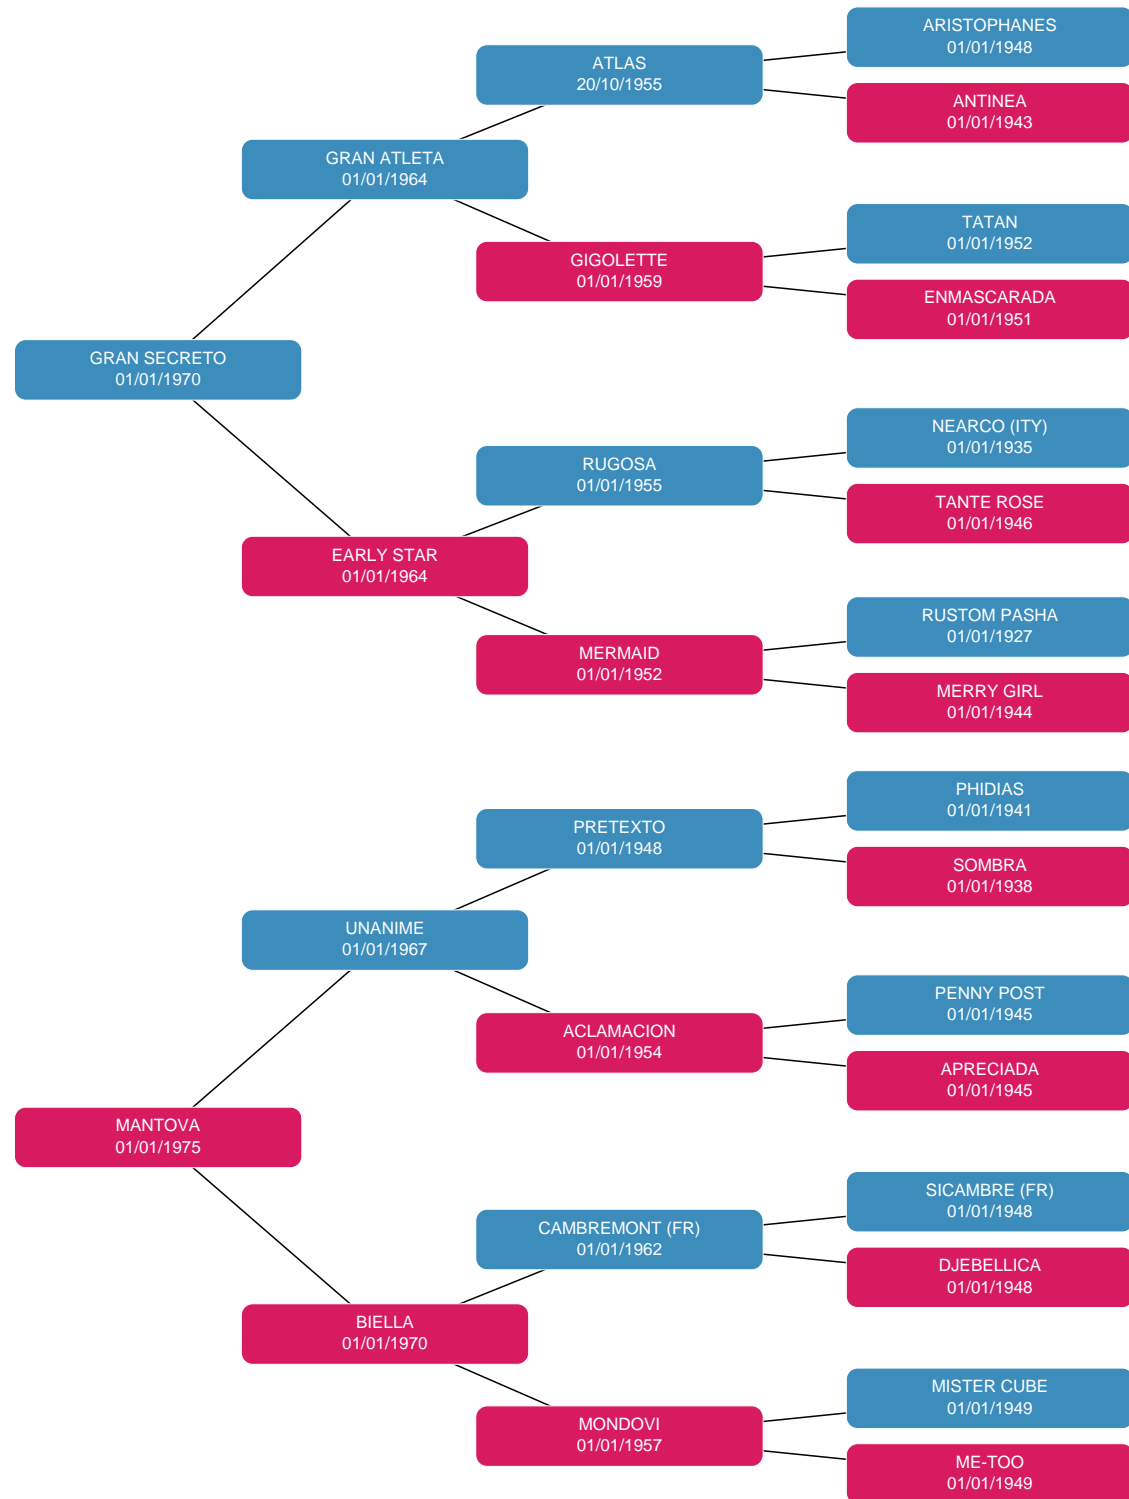 ARISTOPHANES
01/01/1948
ATLAS
20/10/1955
ANTINEA
01/01/1943
GRAN ATLETA
01/01/1964
TATAN
01/01/1952
GIGOLETTE
01/01/1959
ENMASCARADA
01/01/1951
GRAN SECRETO
01/01/1970
NEARCO (ITY)
01/01/1935
RUGOSA
01/01/1955
TANTE ROSE
01/01/1946
EARLY STAR
01/01/1964
RUSTOM PASHA
01/01/1927
MERMAID
01/01/1952
MERRY GIRL
01/01/1944
PHIDIAS
01/01/1941
PRETEXTO
01/01/1948
SOMBRA
01/01/1938
UNANIME
01/01/1967
PENNY POST
01/01/1945
ACLAMACION
01/01/1954
APRECIADA
01/01/1945
MANTOVA
01/01/1975
SICAMBRE (FR)
01/01/1948
CAMBREMONT (FR)
01/01/1962
DJEBELLICA
01/01/1948
BIELLA
01/01/1970
MISTER CUBE
01/01/1949
MONDOVI
01/01/1957
ME-TOO
01/01/1949